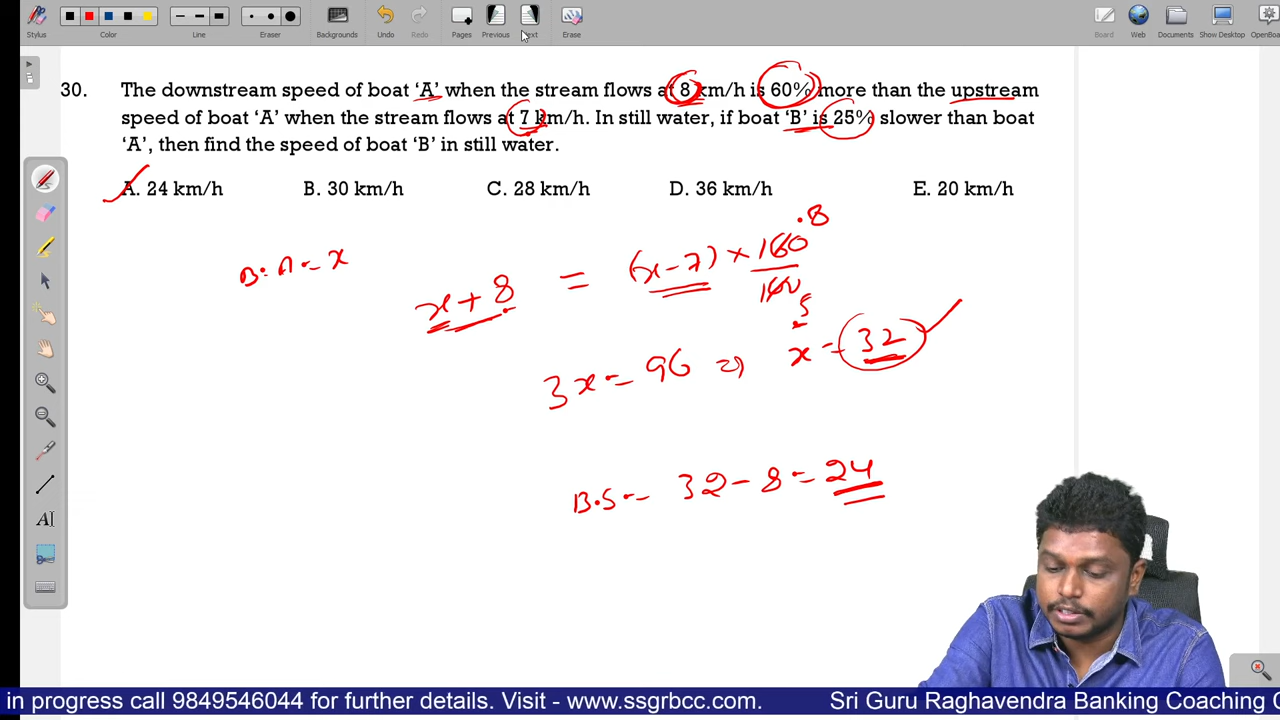 Stylus Color Line Eraser Backgrounds Undo Redo Pages Previous Next Erase Board Web Documents Show Desktop OpenBoa
30. The downstream speed of boat ‘A’ when the stream flows at 8 km/h is 60% more than the upstream
speed of boat ‘A’ when the stream flows at 7 km/h. In still water, if boat ‘B’ is 25% slower than boat
‘A’, then find the speed of boat ‘B’ in still water.
A. 24 km/h B. 30 km/h C. 28 km/h D. 36 km/h E. 20 km/h
B. A = x
x + 8 = (x - 7) × 160/100 8
5
3x = 96 ⇒ x = 32
B.S = 32 - 8 = 24
in progress call 9849546044 for further details. Visit - www.ssgrbcc.com. Sri Guru Raghavendra Banking Coaching C